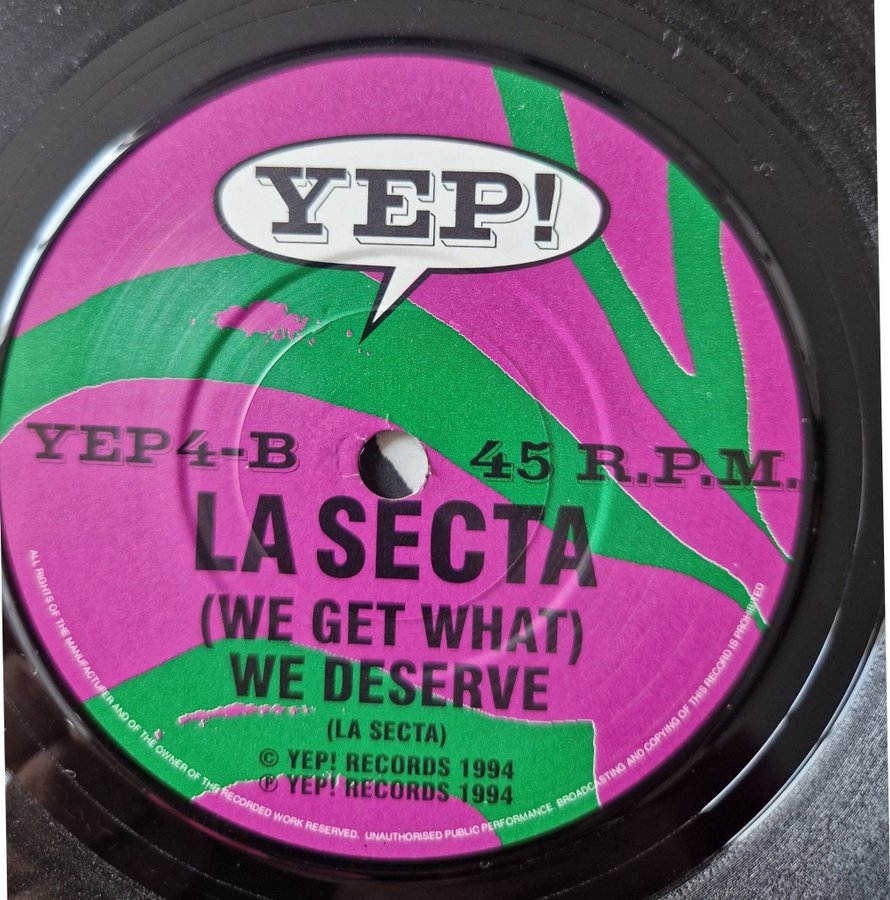 YEP!
YEP4-B
45 R.P.M.
LA SECTA
(WE GET WHAT)
WE DESERVE
(LA SECTA)
© YEP! RECORDS 1994
℗ YEP! RECORDS 1994
ALL RIGHTS OF THE MANUFACTURER AND OF THE OWNER OF THE RECORDED WORK RESERVED. UNAUTHORISED PUBLIC PERFORMANCE. BROADCASTING AND COPYING OF THIS RECORD IS PROHIBITED